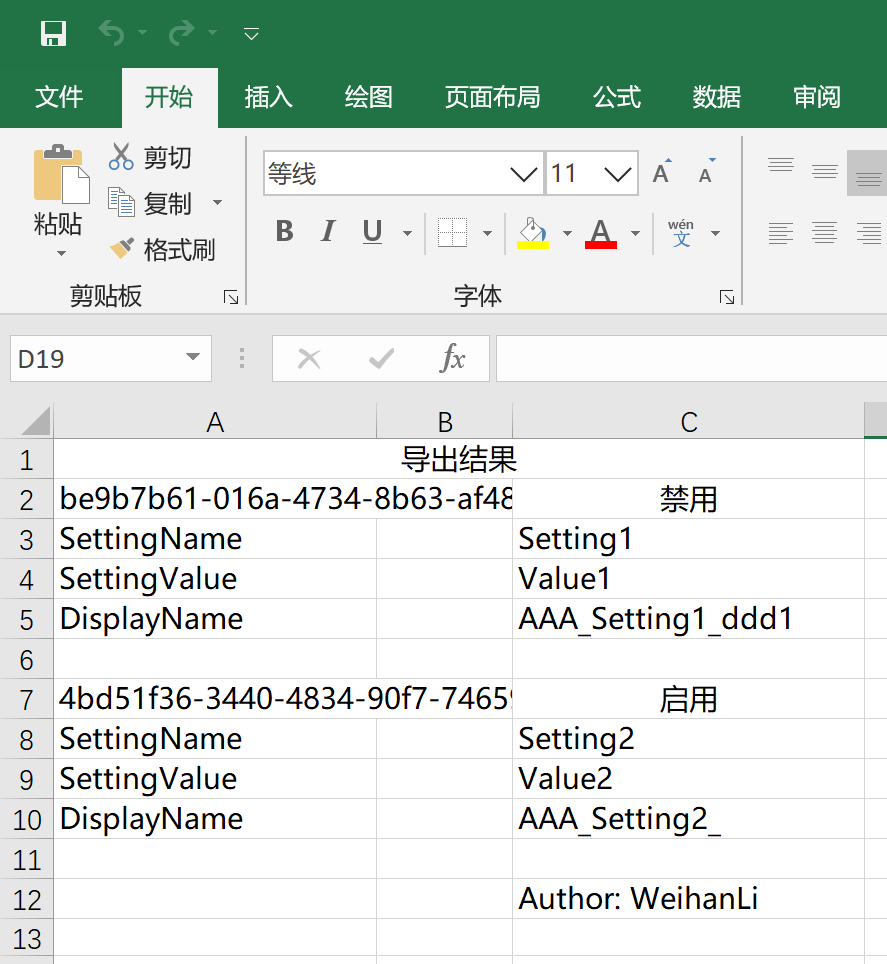 文件 开始 插入 绘图 页面布局 公式 数据 审阅
粘贴
剪切
复制
格式刷
剪贴板
等线 11 A A
B I U A wén 文
字体
D19 fx
A B C
1 导出结果
2 be9b7b61-016a-4734-8b63-af48 禁用
3 SettingName Setting1
4 SettingValue Value1
5 DisplayName AAA_Setting1_ddd1
6
7 4bd51f36-3440-4834-90f7-7465 启用
8 SettingName Setting2
9 SettingValue Value2
10 DisplayName AAA_Setting2_
11
12 Author: WeihanLi
13